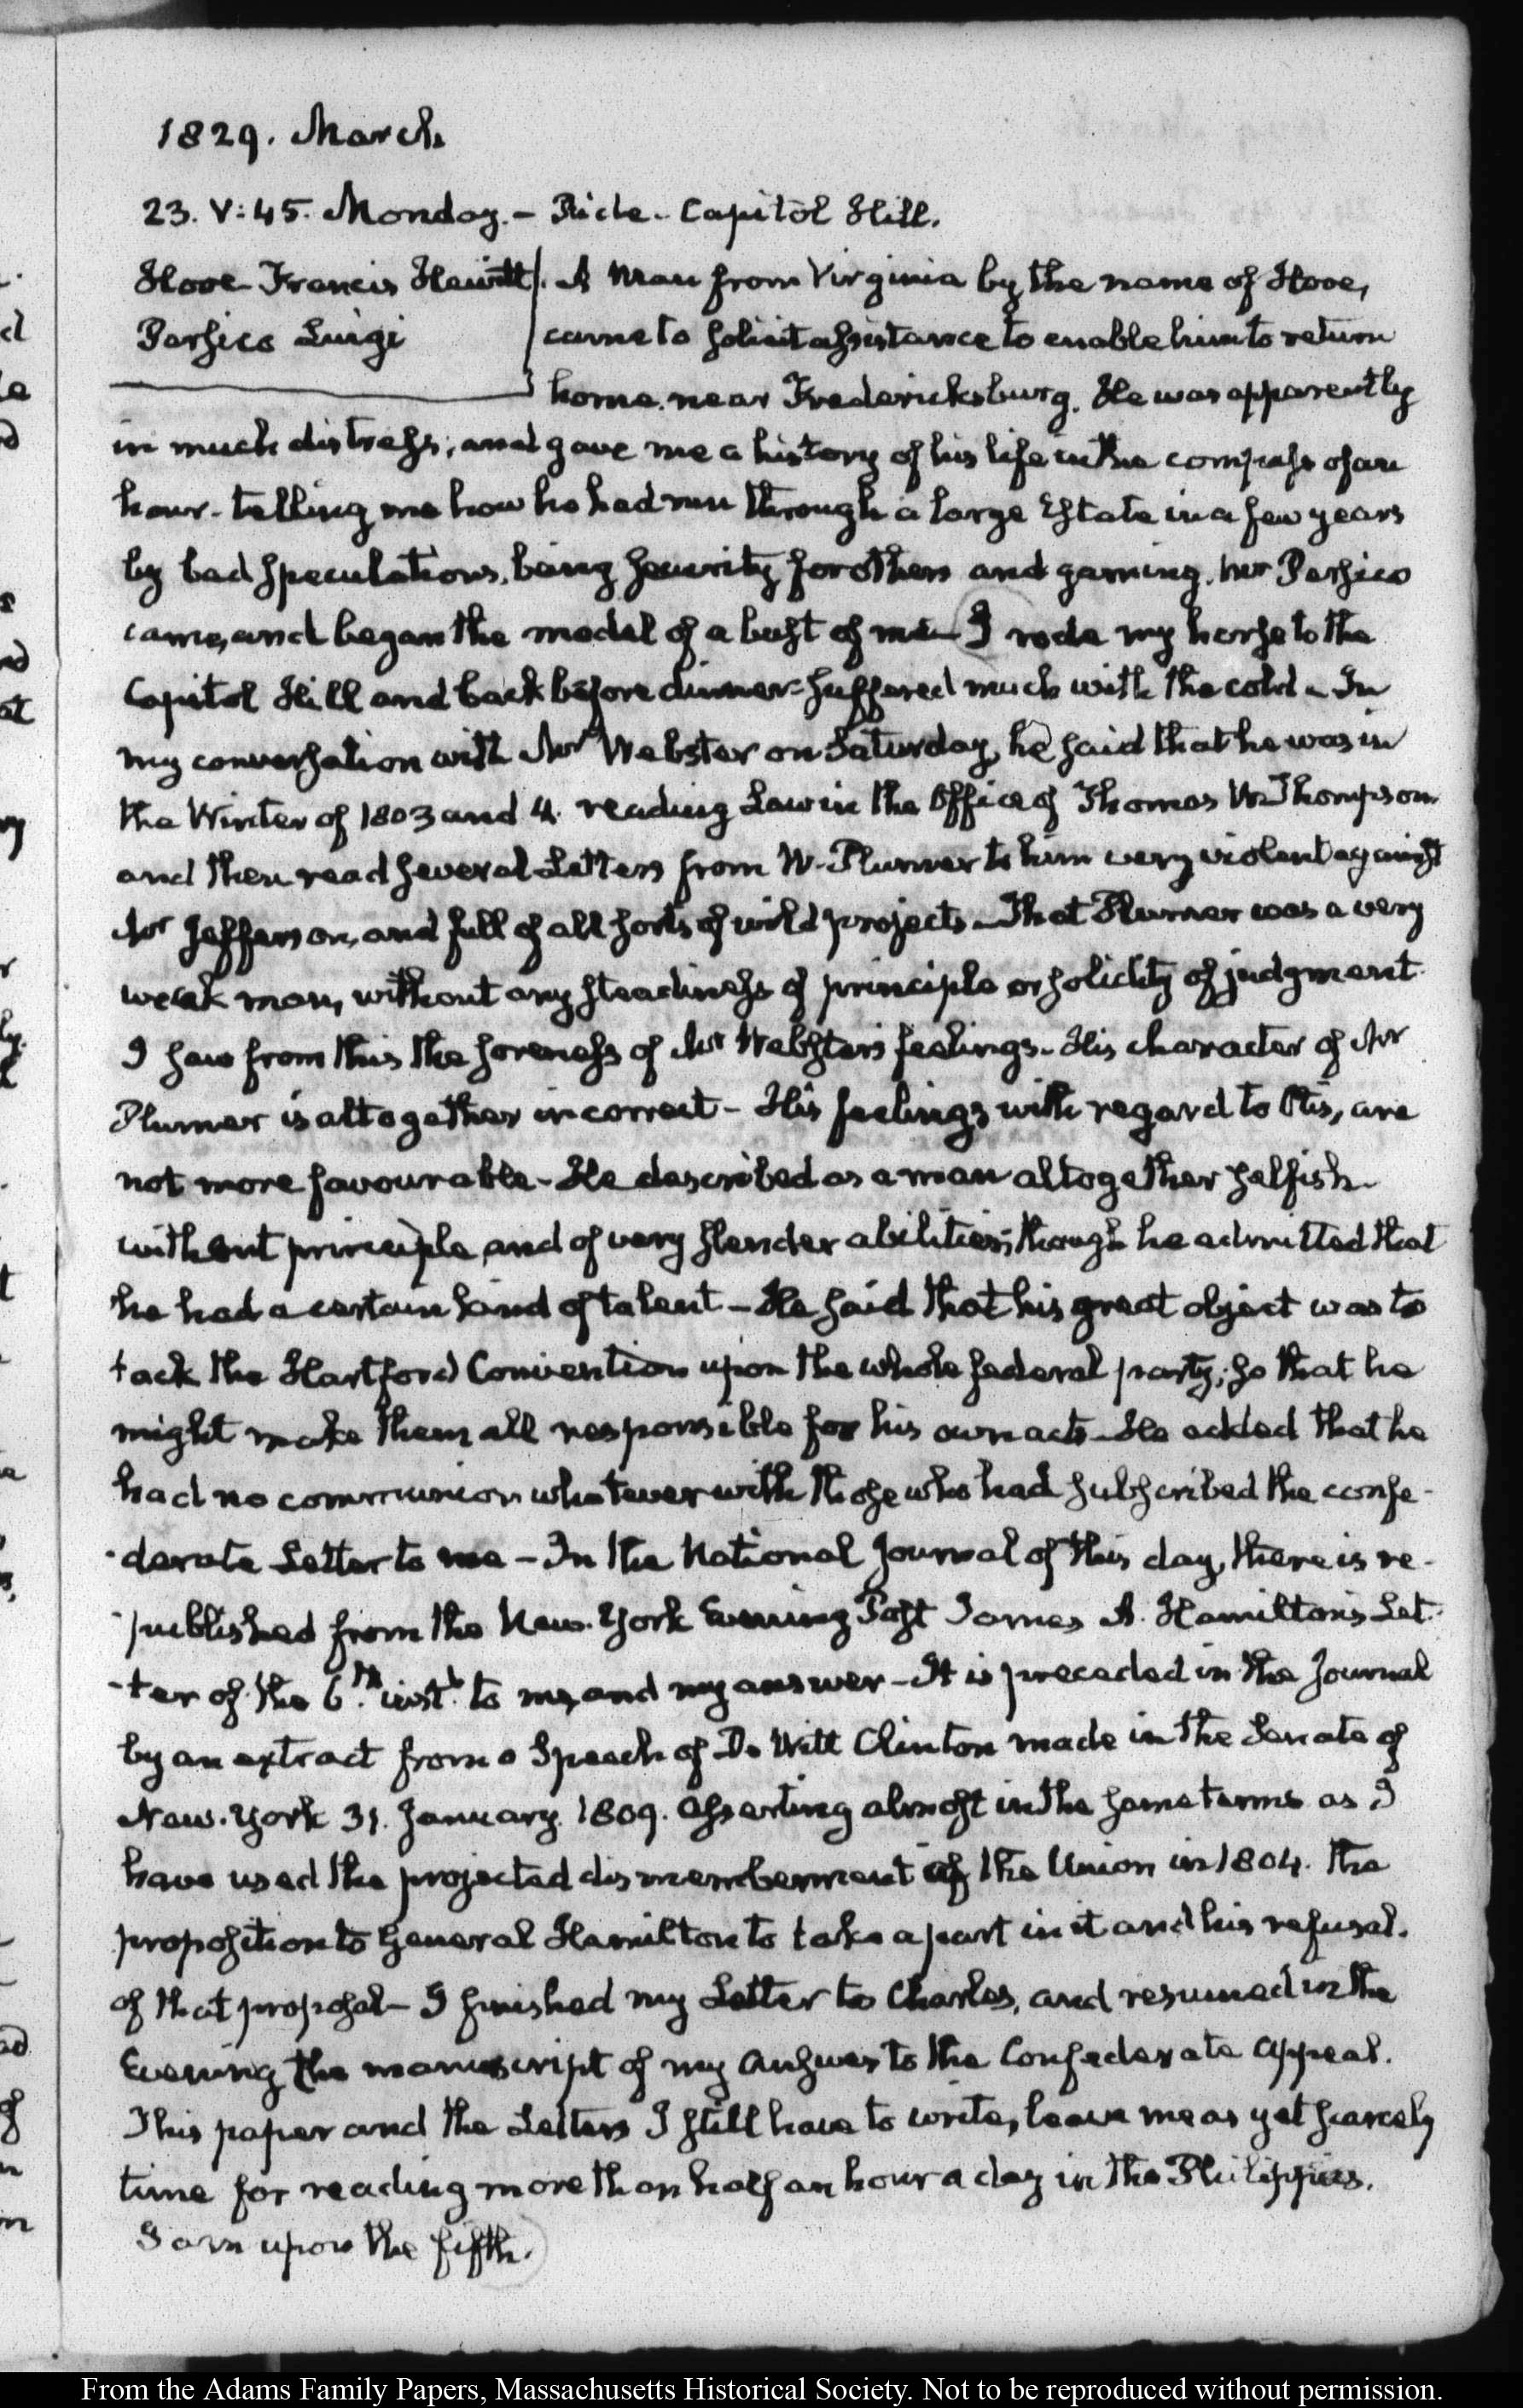 1829. March
23. V:45. Monday. – Ride. Capitol Hill.
Hooe Francis Hewitt
Persico Luigi
A Man from Virginia by the name of Hooe,
came to solicit assistance to enable him to return
home near Fredericksburg. He was apparently
in much distress, and gave me a history of his life in the compass of an
hour – telling me how he had run through a large Estate in a few years
by bad speculations, being security for others and gaming. Mr Persico
came, and began the model of a bust of me – I rode my horse to the
Capitol Hill and back before dinner – suffered much with the cold – In
my conversation with Mr Webster on Saturday, he said that he was in
the Winter of 1803 and 4. reading Law in the Office of Thomas W. Thompson
and then read several Letters from W. Plumer to him very violent against
Mr Jefferson, and full of all sorts of wild projects – That Plumer was a very
weak man, without any steadiness of principle or solidity of judgment
I saw from this the soreness of Mr Webster's feelings – His character of Mr
Plumer is altogether incorrect – His feelings with regard to Otis, are
not more favourable – He described as a man altogether selfish
without principle, and of very slender abilities; though he admitted that
he had a certain kind of talent – He said that his great object was to
tack the Hartford Convention upon the whole federal party; so that he
might make them all responsible for his own acts – He added that he
had no communion whatever with those who had subscribed the confe-
-derate Letter to me – In the National Journal of this day, there is re-
-published from the New-York Evening Post James A. Hamilton's Let-
-ter of the 6th. inst. to me, and my answer – It is preceded in the Journal
by an extract from a Speech of De Witt Clinton made in the Senate of
New-York 31. January 1809. asserting almost in the same terms as I
have used the projected dismemberment of the Union in 1804. the
proposition to General Hamilton to take a part in it and his refusal.
of that proposal – I finished my Letter to Charles, and resumed in the
Evening the manuscript of my Answer to the Confederate Appeal.
This paper and the Letters I still have to write, leave me as yet scarcely
time for reading more than half an hour a day in the Philippics.
I am upon the fifth.
From the Adams Family Papers, Massachusetts Historical Society. Not to be reproduced without permission.